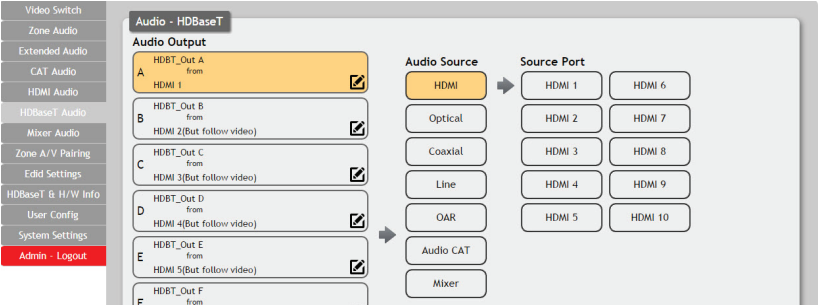 Video Switch
Zone Audio
Extended Audio
CAT Audio
HDMI Audio
HDBaseT Audio
Mixer Audio
Zone A/V Pairing
Edid Settings
HDBaseT & H/W Info
User Config
System Settings
Admin - Logout
Audio - HDBaseT
Audio Output
A
HDBT_Out A
from
HDMI 1
B
HDBT_Out B
from
HDMI 2(But follow video)
C
HDBT_Out C
from
HDMI 3(But follow video)
D
HDBT_Out D
from
HDMI 4(But follow video)
E
HDBT_Out E
from
HDMI 5(But follow video)
F
HDBT_Out F
from
Audio Source
HDMI
Optical
Coaxial
Line
OAR
Audio CAT
Mixer
Source Port
HDMI 1 HDMI 6
HDMI 2 HDMI 7
HDMI 3 HDMI 8
HDMI 4 HDMI 9
HDMI 5 HDMI 10